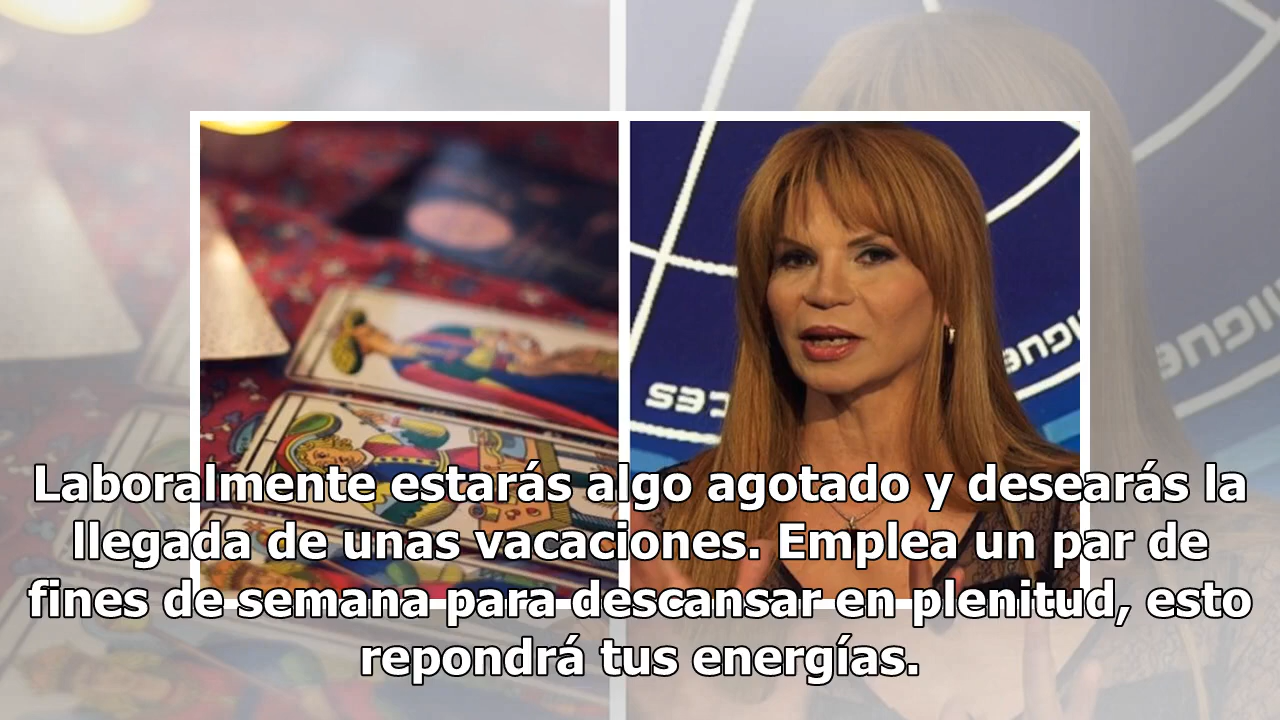 Laboralmente estarás algo agotado y desearás la
llegada de unas vacaciones. Emplea un par de
fines de semana para descansar en plenitud, esto
repondrá tus energías.